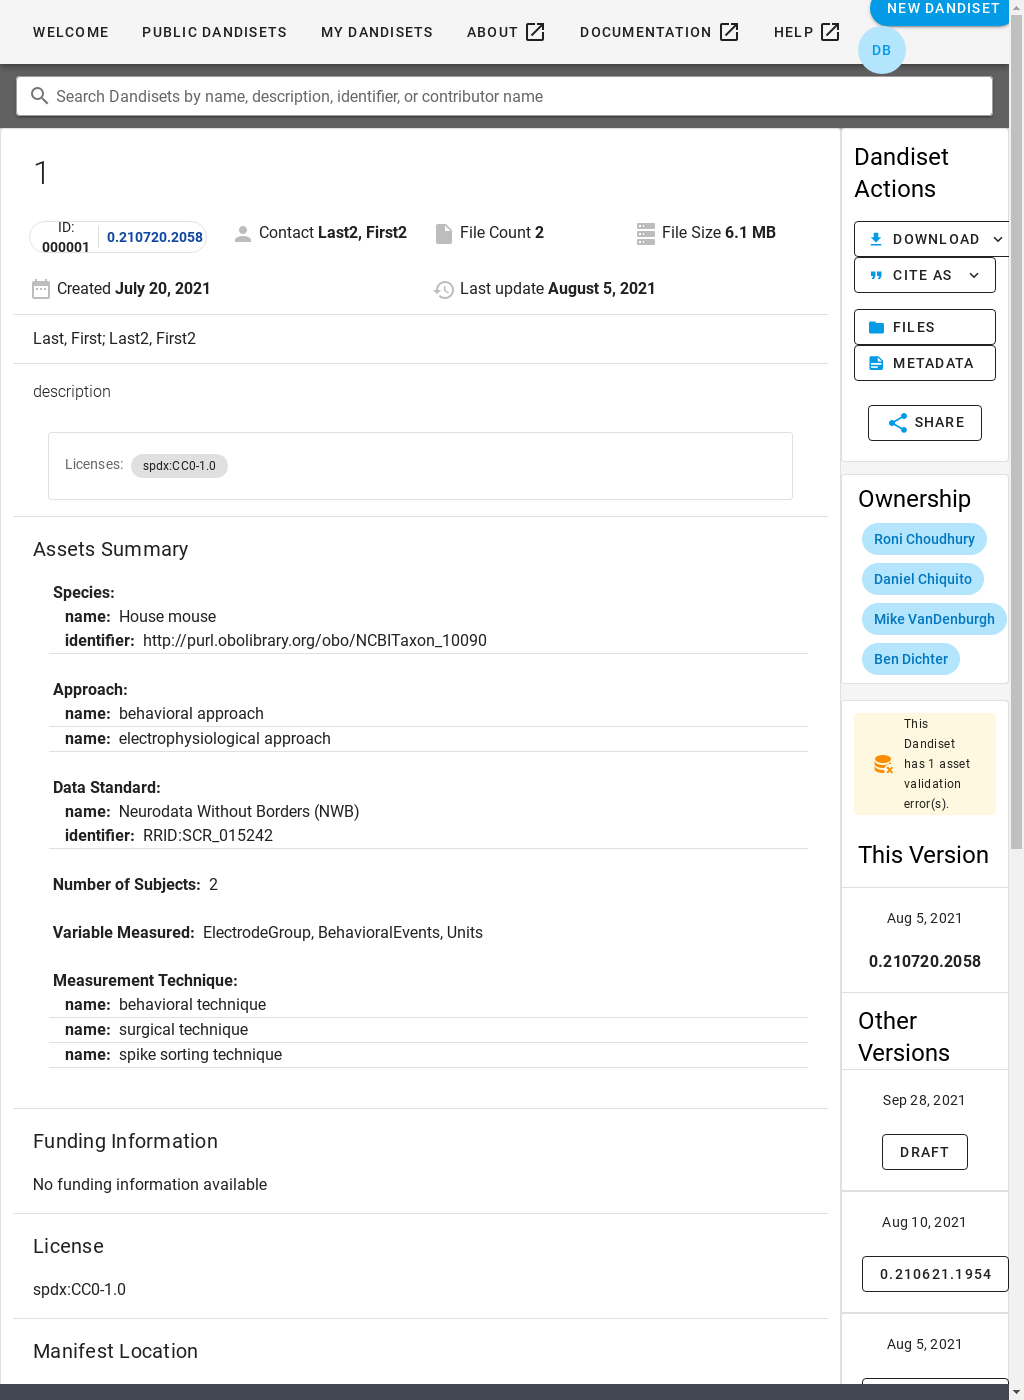 WELCOME
PUBLIC DANDISETS
MY DANDISETS
ABOUT
DOCUMENTATION
HELP
NEW DANDISET
DB
Search Dandisets by name, description, identifier, or contributor name
1
ID:
000001
0.210720.2058
Contact Last2, First2
File Count 2
File Size 6.1 MB
Created July 20, 2021
Last update August 5, 2021
Last, First; Last2, First2
description
Licenses: spdx:CC0-1.0
Assets Summary
Species:
name: House mouse
identifier: http://purl.obolibrary.org/obo/NCBITaxon_10090
Approach:
name: behavioral approach
name: electrophysiological approach
Data Standard:
name: Neurodata Without Borders (NWB)
identifier: RRID:SCR_015242
Number of Subjects: 2
Variable Measured: ElectrodeGroup, BehavioralEvents, Units
Measurement Technique:
name: behavioral technique
name: surgical technique
name: spike sorting technique
Funding Information
No funding information available
License
spdx:CC0-1.0
Manifest Location
Dandiset
Actions
DOWNLOAD
CITE AS
FILES
METADATA
SHARE
Ownership
Roni Choudhury
Daniel Chiquito
Mike VanDenburgh
Ben Dichter
This
Dandiset
has 1 asset
validation
error(s).
This Version
Aug 5, 2021
0.210720.2058
Other
Versions
Sep 28, 2021
DRAFT
Aug 10, 2021
0.210621.1954
Aug 5, 2021